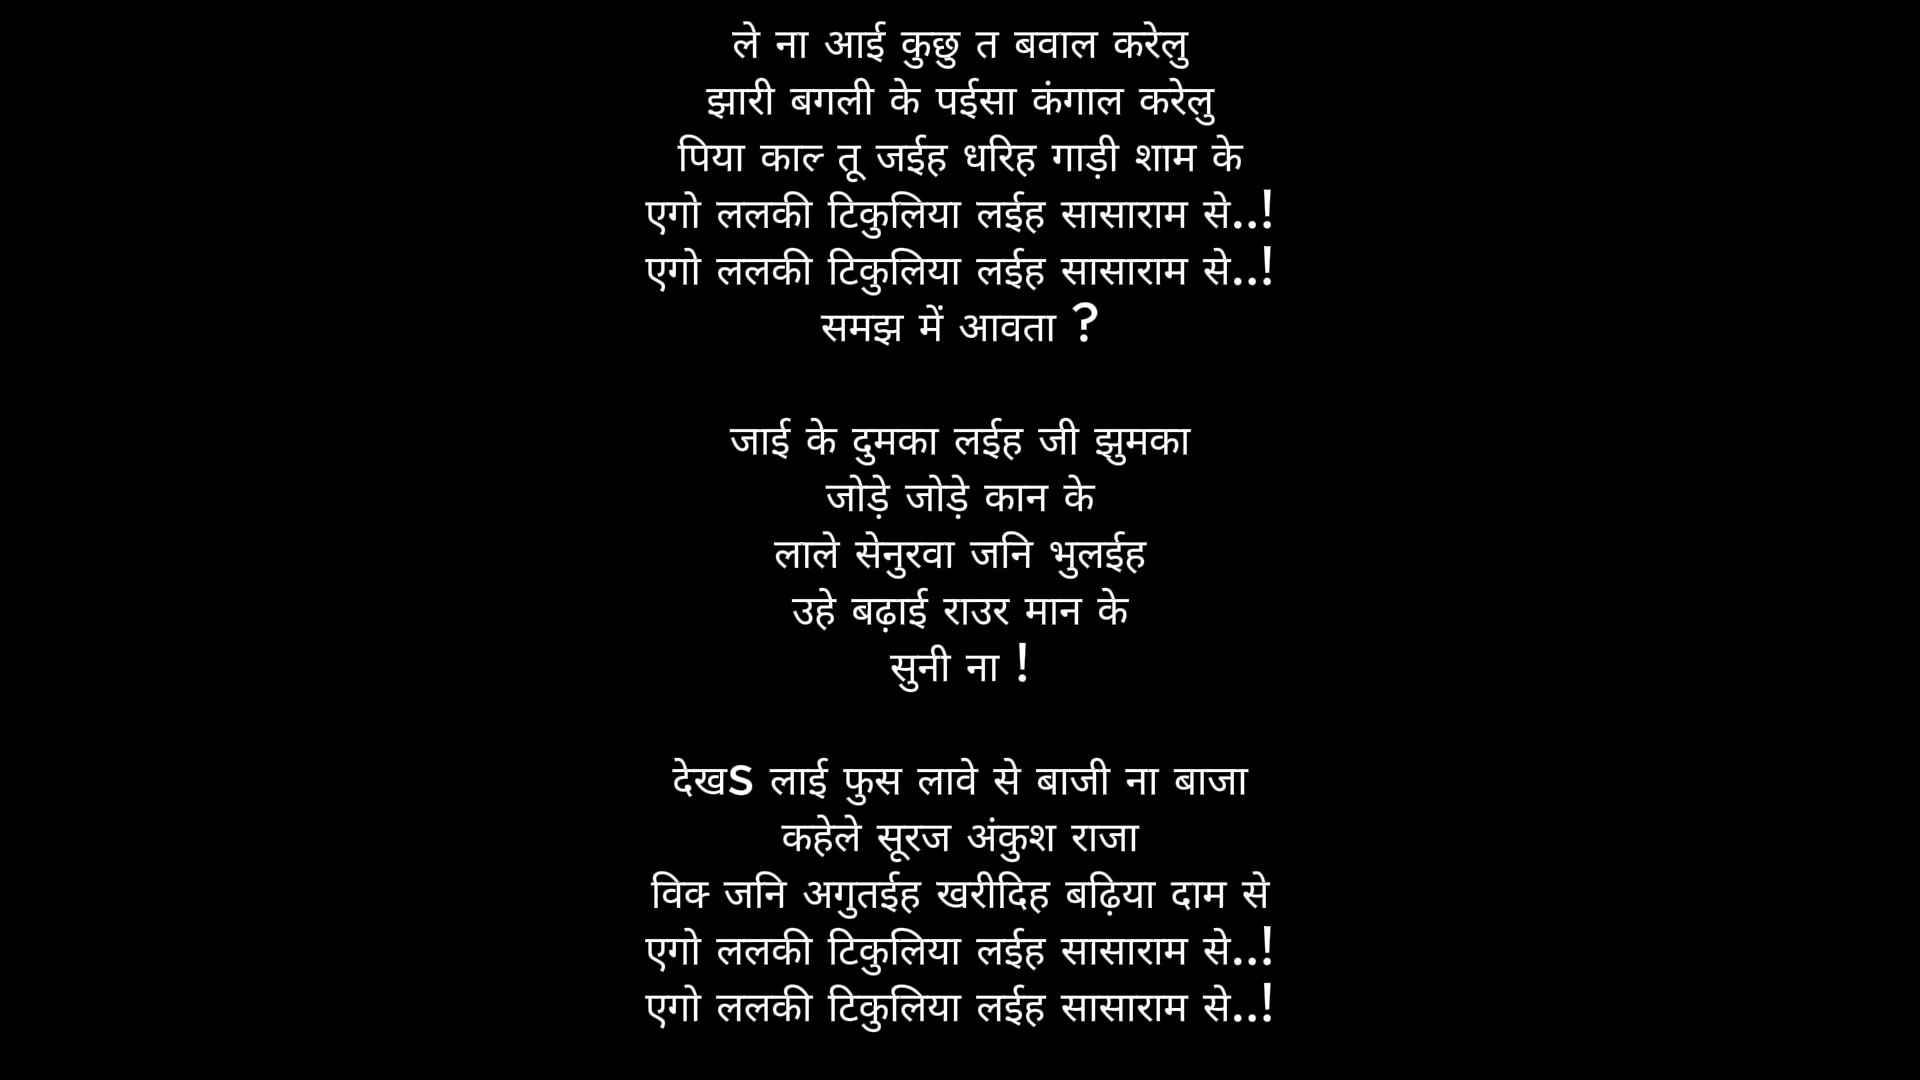 ले ना आई कुछु त बवाल करेलु
झारी बगली के पईसा कंगाल करेलु
पिया काल्ह तू जईह धरिह गाड़ी शाम के
एगो ललकी टिकुलिया लईह सासाराम से..!
एगो ललकी टिकुलिया लईह सासाराम से..!
समझ में आवता ?
जाई के दुमका लईह जी झुमका
जोड़े जोड़े कान के
लाले सेनुरवा जनि भुलईह
उहे बढ़ाई राउर मान के
सुनी ना !
देखS लाई फुस लावे से बाजी ना बाजा
कहेले सूरज अंकुश राजा
विक्की जनि अगुतईह खरीदिह बढ़िया दाम से
एगो ललकी टिकुलिया लईह सासाराम से..!
एगो ललकी टिकुलिया लईह सासाराम से..!